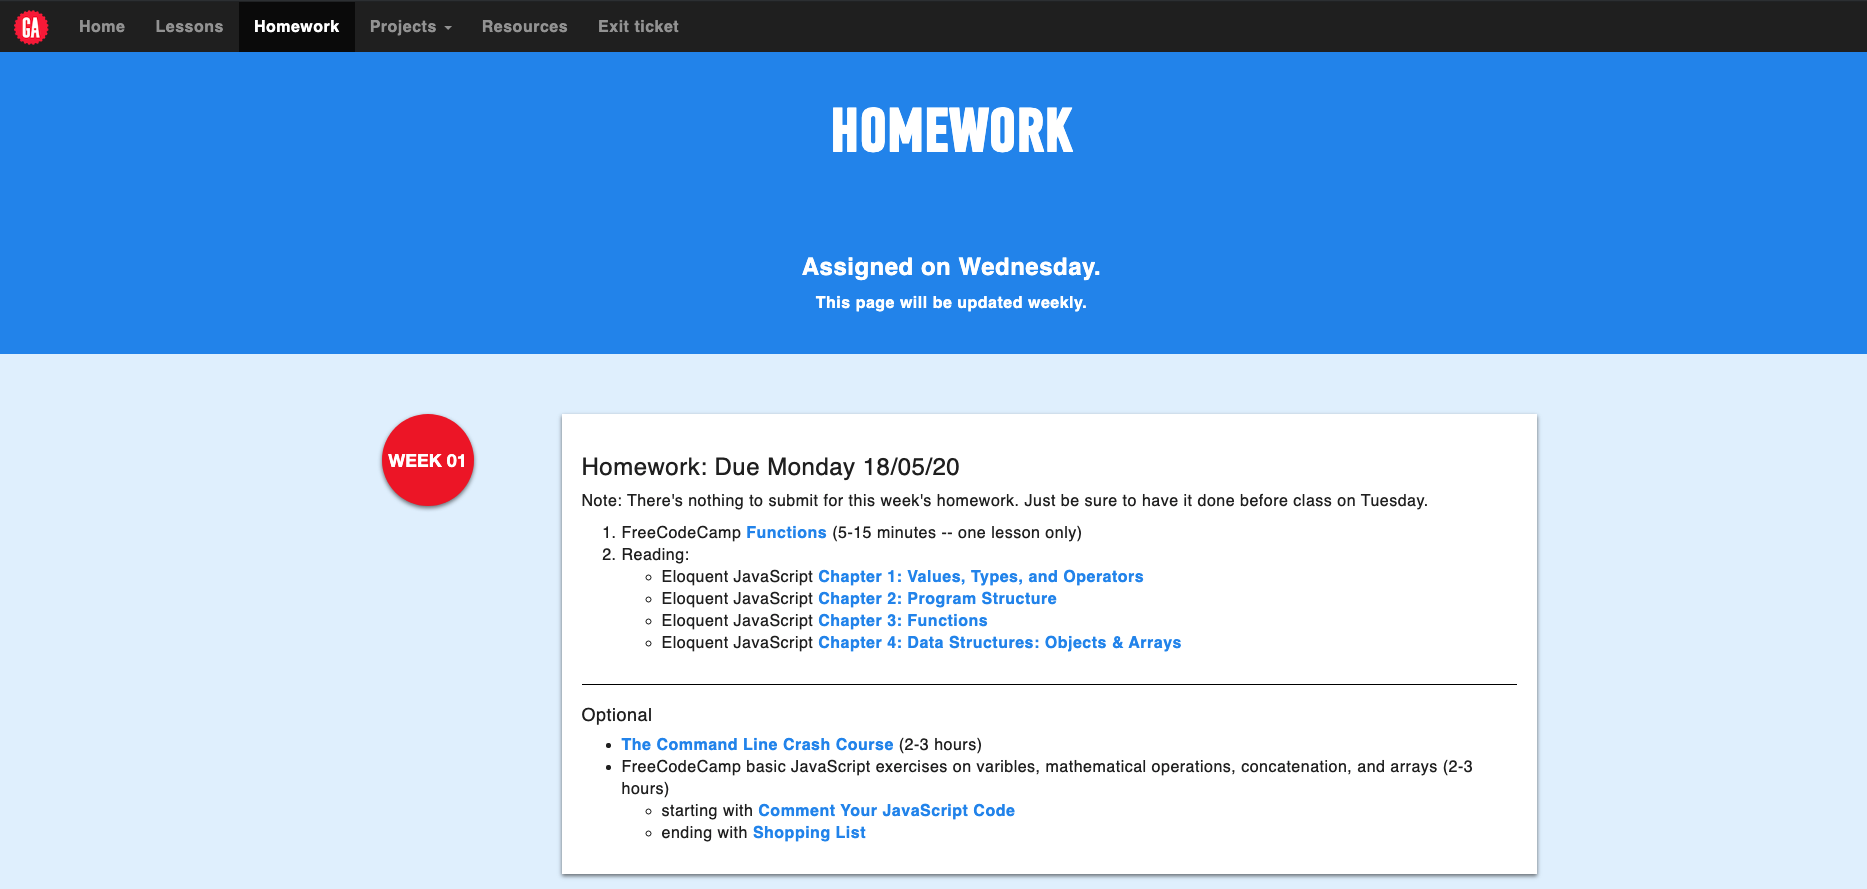 GA
Home Lessons Homework Projects Resources Exit ticket
HOMEWORK
Assigned on Wednesday.
This page will be updated weekly.
WEEK 01
Homework: Due Monday 18/05/20
Note: There's nothing to submit for this week's homework. Just be sure to have it done before class on Tuesday.
1. FreeCodeCamp Functions (5-15 minutes -- one lesson only)
2. Reading:
Eloquent JavaScript Chapter 1: Values, Types, and Operators
Eloquent JavaScript Chapter 2: Program Structure
Eloquent JavaScript Chapter 3: Functions
Eloquent JavaScript Chapter 4: Data Structures: Objects & Arrays
Optional
The Command Line Crash Course (2-3 hours)
FreeCodeCamp basic JavaScript exercises on varibles, mathematical operations, concatenation, and arrays (2-3
hours)
starting with Comment Your JavaScript Code
ending with Shopping List